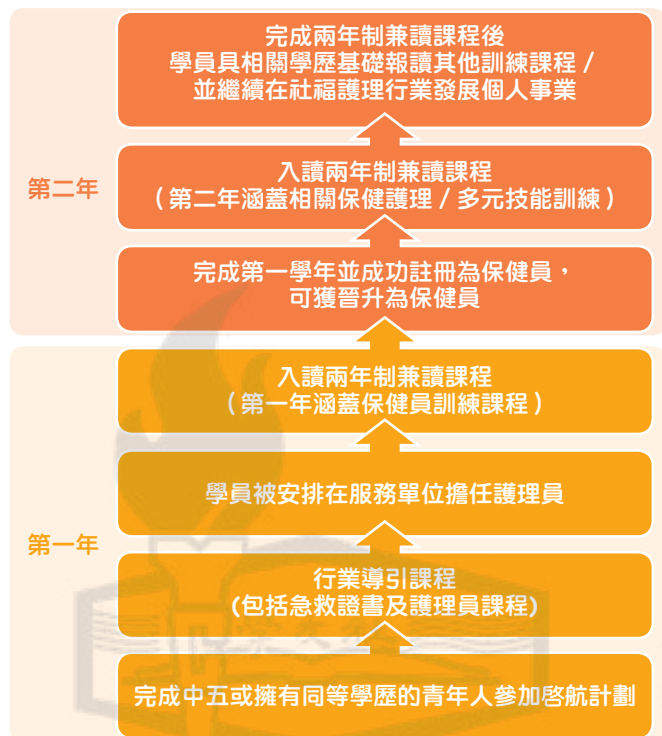 完成兩年制兼讀課程後
學員具相關學歷基礎報讀其他訓練課程 /
並繼續在社福護理行業發展個人事業
第二年
入讀兩年制兼讀課程
（第二年涵蓋相關保健護理 / 多元技能訓練）
完成第一學年並成功註冊為保健員，
可獲晉升為保健員
入讀兩年制兼讀課程
（第一年涵蓋保健員訓練課程）
學員被安排在服務單位擔任護理員
第一年
行業導引課程
(包括急救證書及護理員課程)
完成中五或擁有同等學歷的青年人參加啓航計劃